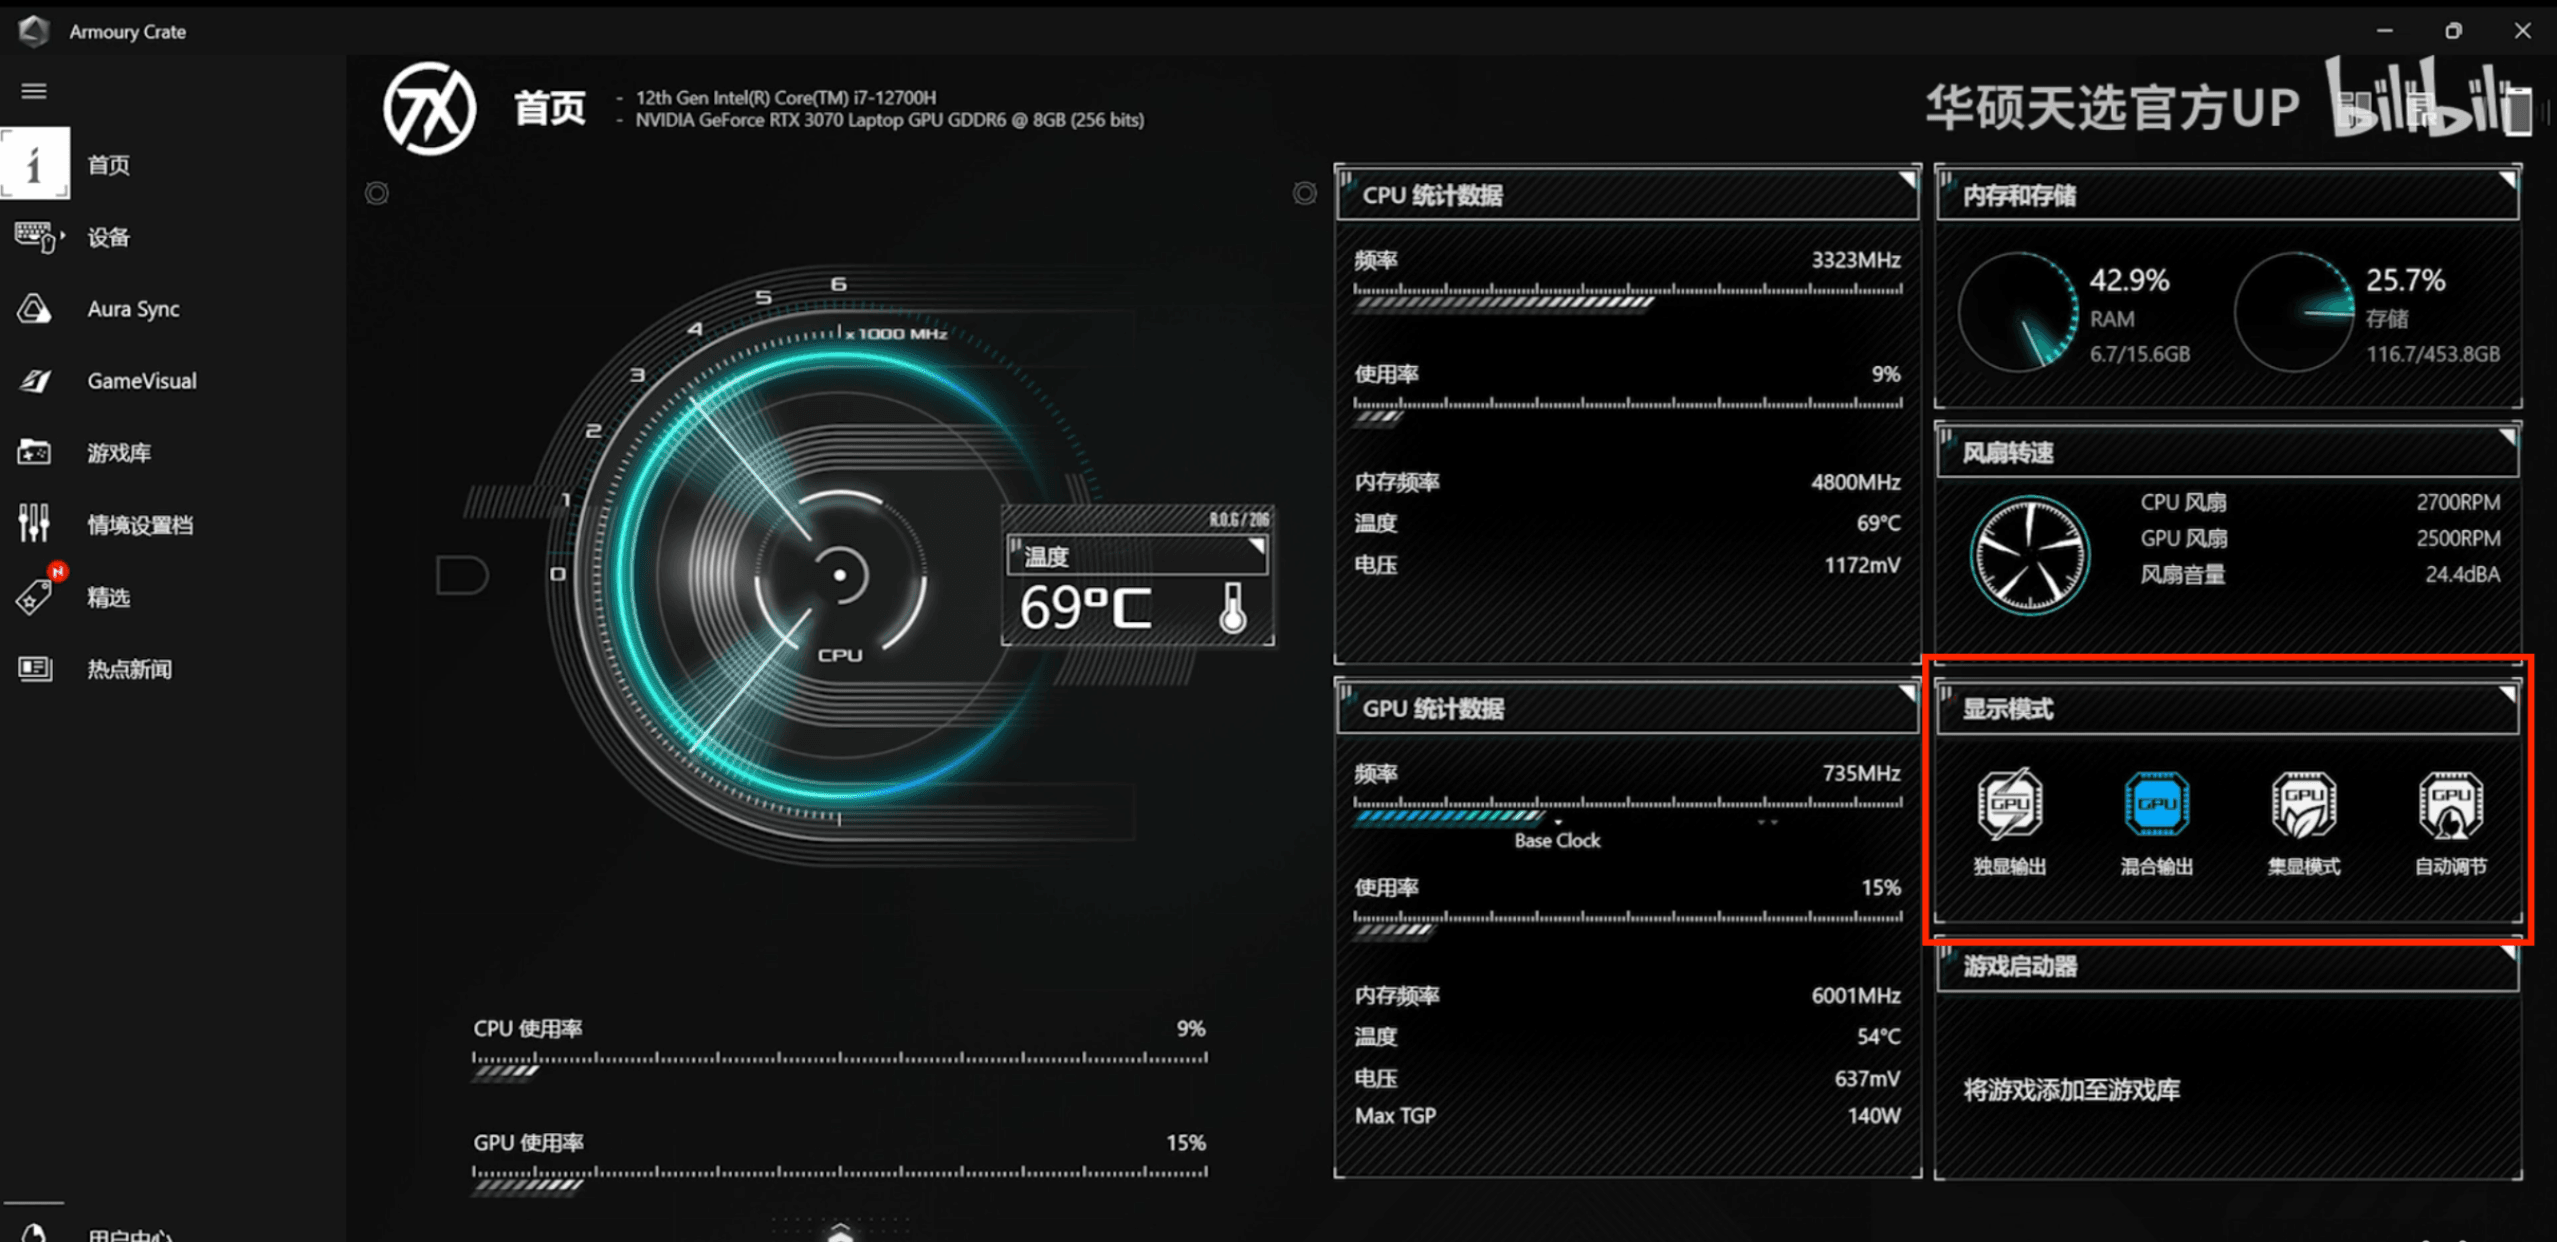 Armoury Crate
首页
- 12th Gen Intel(R) Core(TM) i7-12700H
- NVIDIA GeForce RTX 3070 Laptop GPU GDDR6 @ 8GB (256 bits)
华硕天选官方UP
bilibili
首页
设备
Aura Sync
GameVisual
游戏库
情境设置档
N
精选
热点新闻
用户中心
6
5
4
3
2
1
0
x1000 MHz
CPU
R.O.G / 206
温度
69°C
CPU 使用率 9%
GPU 使用率 15%
CPU 统计数据
频率 3323MHz
使用率 9%
内存频率 4800MHz
温度 69°C
电压 1172mV
GPU 统计数据
频率 735MHz
Base Clock
使用率 15%
内存频率 6001MHz
温度 54°C
电压 637mV
Max TGP 140W
内存和存储
42.9%
RAM
6.7/15.6GB
25.7%
存储
116.7/453.8GB
风扇转速
CPU 风扇 2700RPM
GPU 风扇 2500RPM
风扇音量 24.4dBA
显示模式
GPU GPU GPU GPU
独显输出 混合输出 集显模式 自动调节
游戏启动器
将游戏添加至游戏库